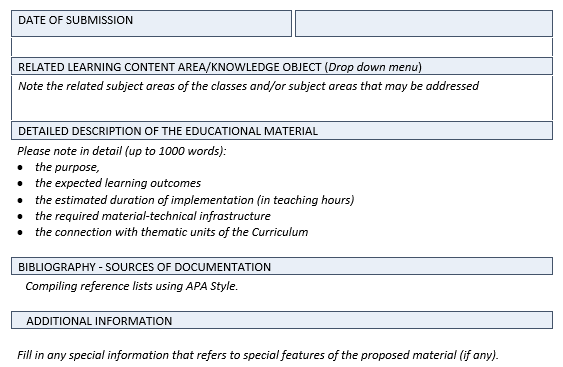 DATE OF SUBMISSION
RELATED LEARNING CONTENT AREA/KNOWLEDGE OBJECT (Drop down menu)
Note the related subject areas of the classes and/or subject areas that may be addressed
DETAILED DESCRIPTION OF THE EDUCATIONAL MATERIAL
Please note in detail (up to 1000 words):
• the purpose,
• the expected learning outcomes
• the estimated duration of implementation (in teaching hours)
• the required material-technical infrastructure
• the connection with thematic units of the Curriculum
BIBLIOGRAPHY - SOURCES OF DOCUMENTATION
Compiling reference lists using APA Style.
ADDITIONAL INFORMATION
Fill in any special information that refers to special features of the proposed material (if any).